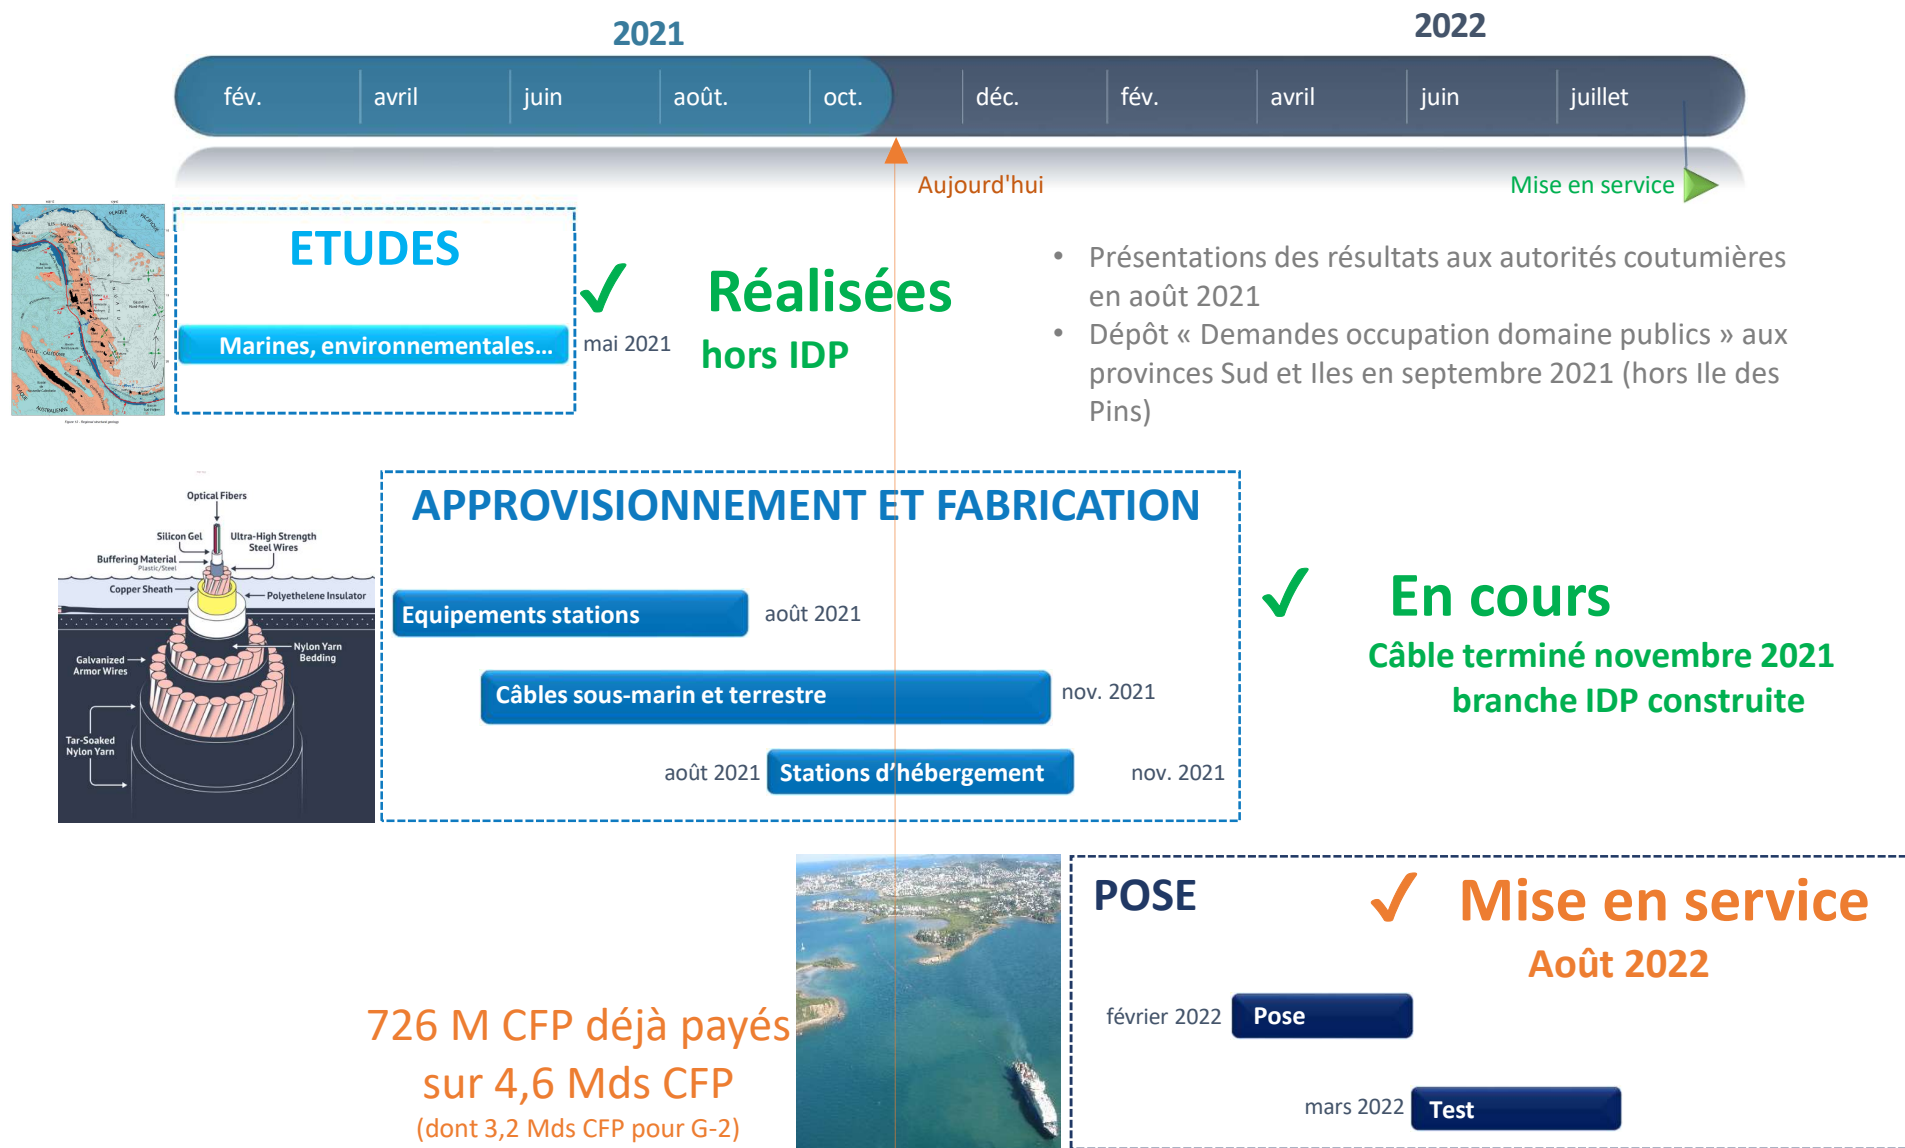 2021
2022
fév.
avril
juin
août.
oct.
déc.
fév.
avril
juin
juillet
Aujourd'hui
Mise en service
ETUDES
Marines, environnementales…
mai 2021
✓ Réalisées
hors IDP
• Présentations des résultats aux autorités coutumières
en août 2021
• Dépôt « Demandes occupation domaine publics » aux
provinces Sud et Iles en septembre 2021 (hors Ile des
Pins)
APPROVISIONNEMENT ET FABRICATION
Optical Fibers
Silicon Gel
Ultra-High Strength
Steel Wires
Buffering Material
Plastic/Steel
Copper Sheath
Polyethelene Insulator
Nylon Yarn
Bedding
Galvanized
Armor Wires
Tar-Soaked
Nylon Yarn
Equipements stations
août 2021
Câbles sous-marin et terrestre
nov. 2021
août 2021
Stations d'hébergement
nov. 2021
✓ En cours
Câble terminé novembre 2021
branche IDP construite
POSE
✓ Mise en service
Août 2022
février 2022
Pose
mars 2022
Test
726 M CFP déjà payés
sur 4,6 Mds CFP
(dont 3,2 Mds CFP pour G-2)